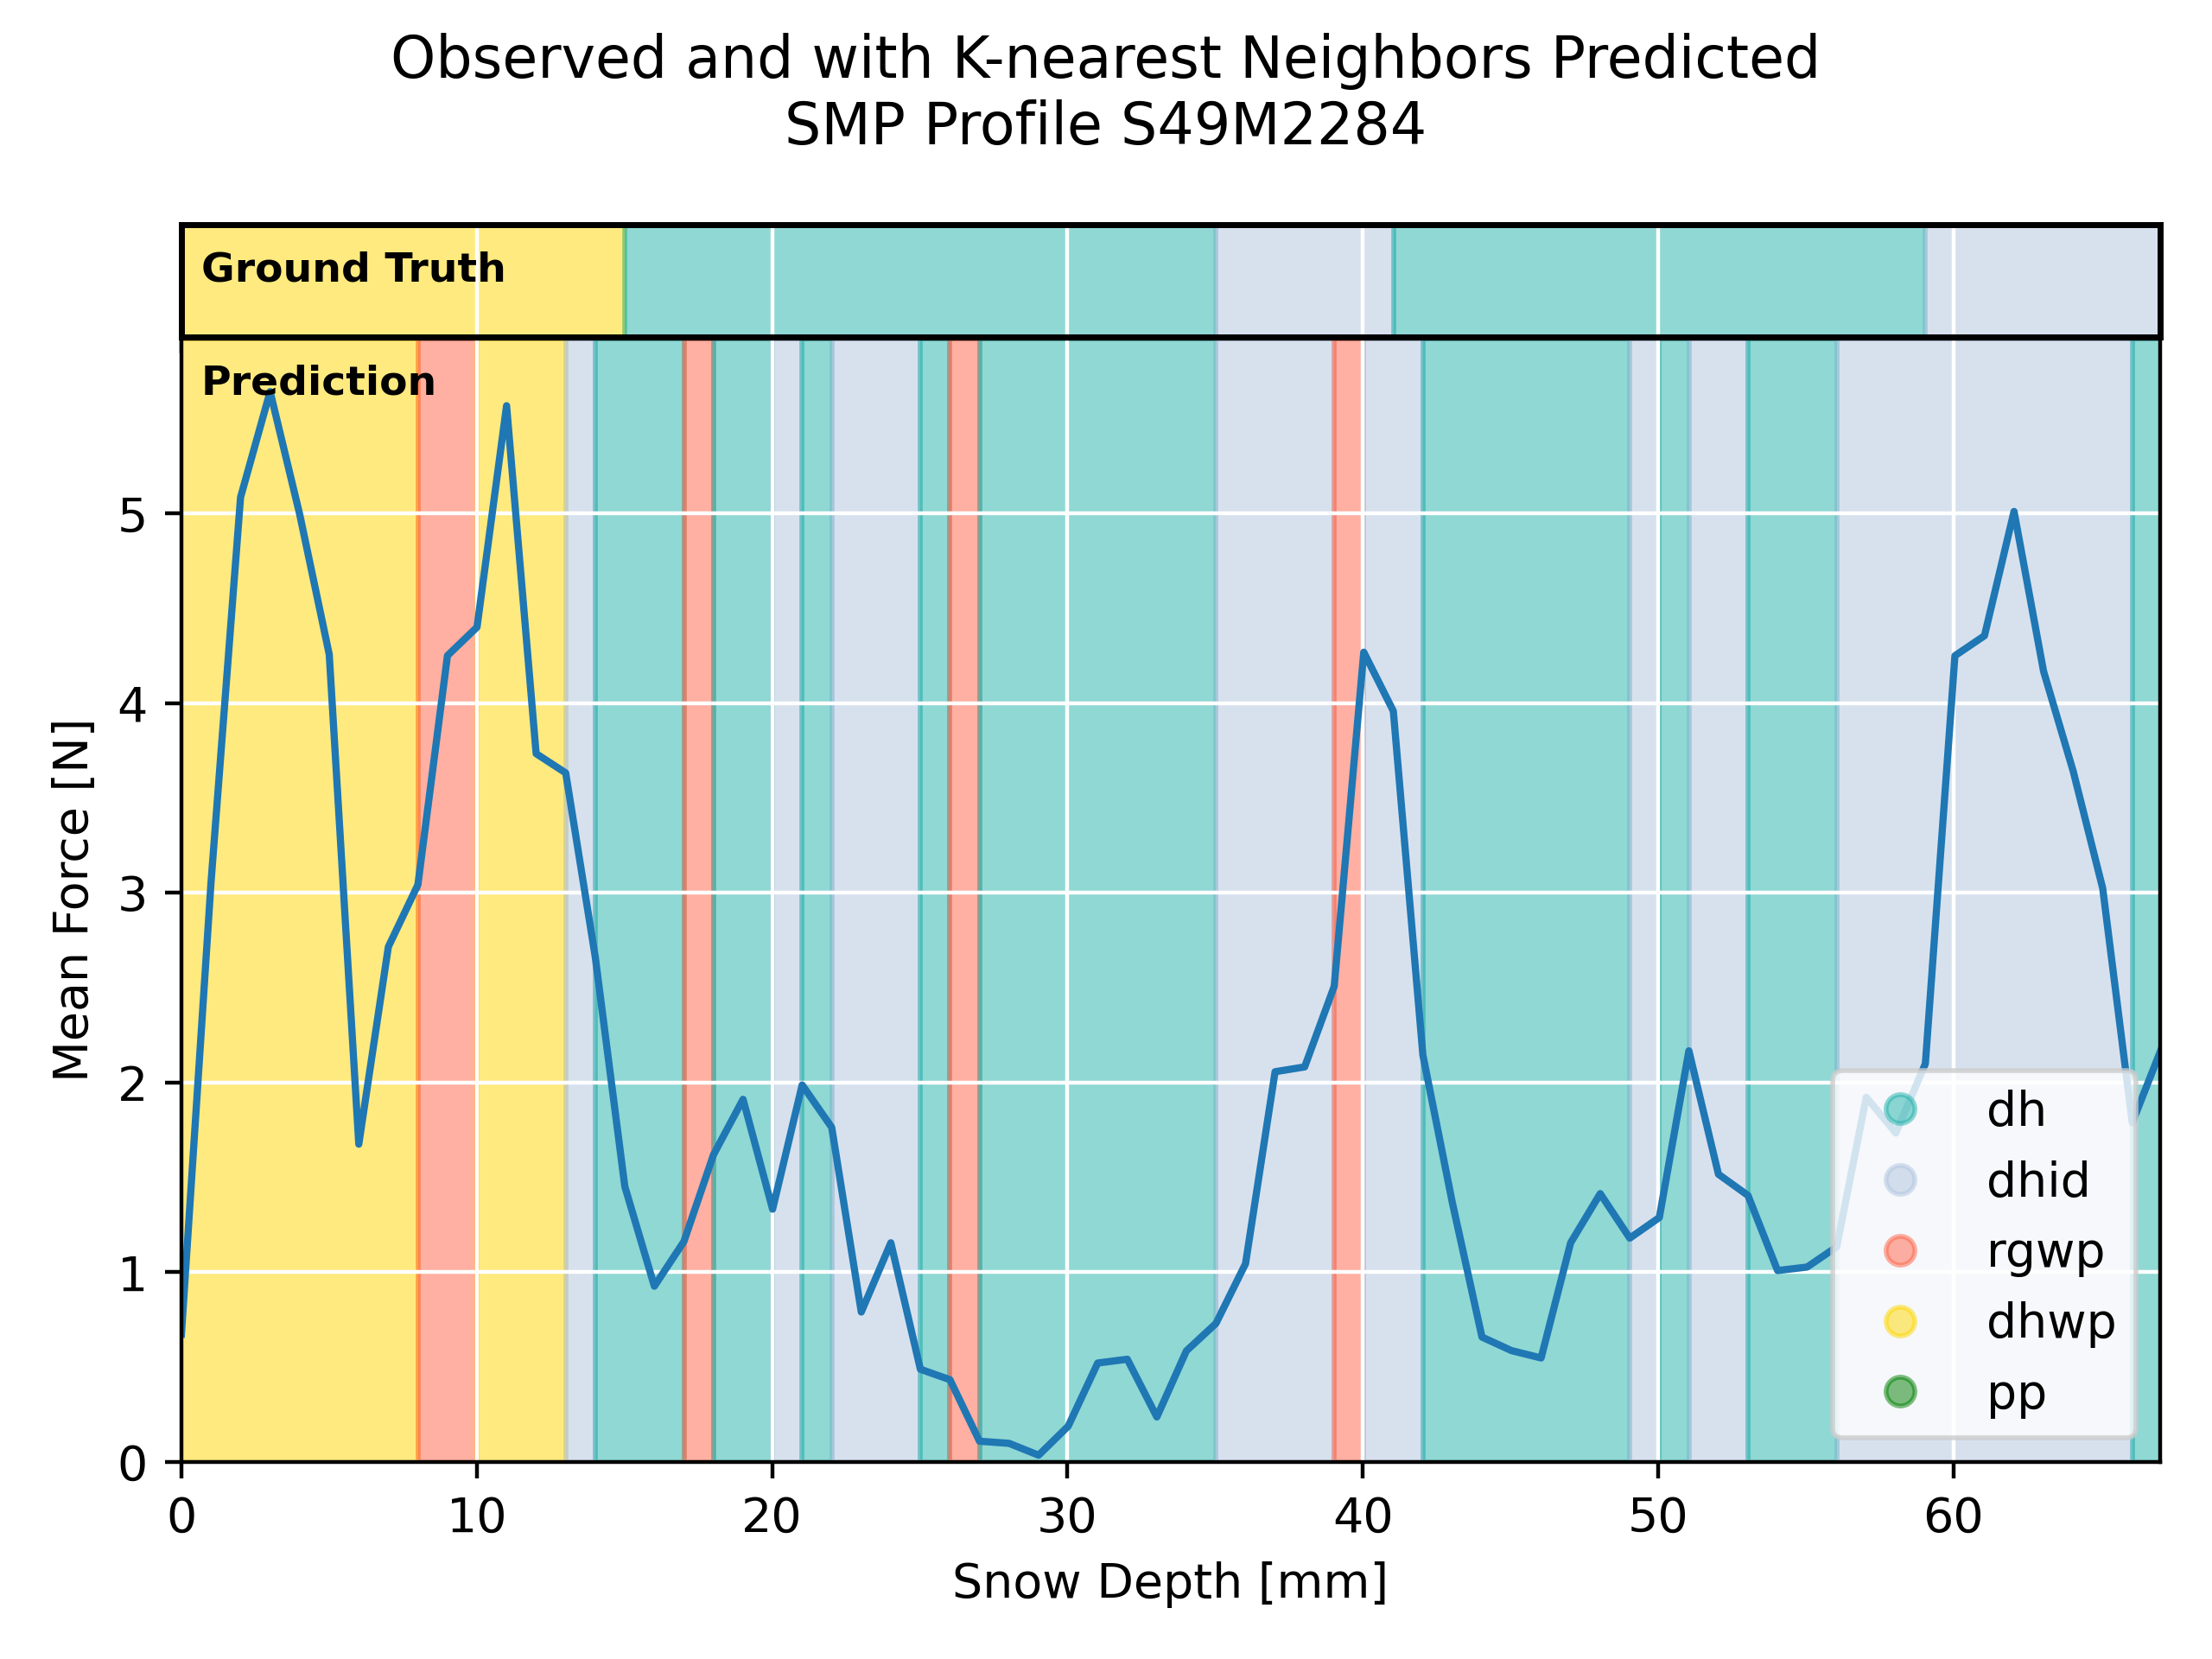 Observed and with K-nearest Neighbors Predicted
SMP Profile S49M2284
Ground Truth
Prediction
5
4
3
2
1
0
Mean Force [N]
dh
dhid
rgwp
dhwp
pp
0 10 20 30 40 50 60
Snow Depth [mm]